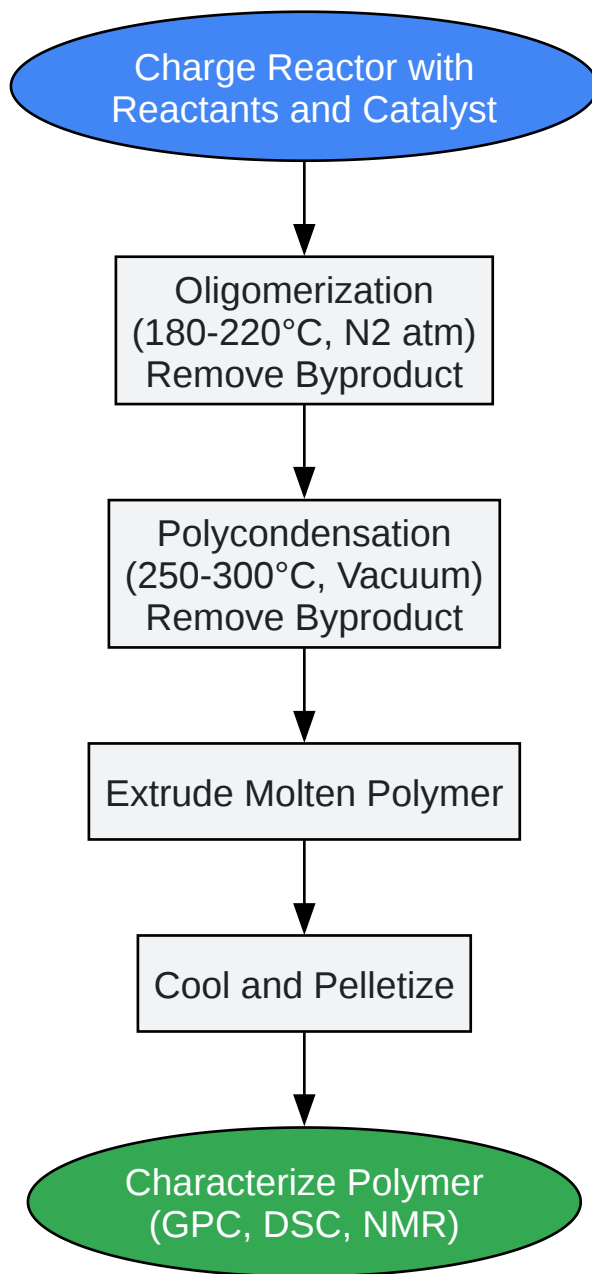 Charge Reactor with
Reactants and Catalyst
Oligomerization
(180-220°C, N2 atm)
Remove Byproduct
Polycondensation
(250-300°C, Vacuum)
Remove Byproduct
Extrude Molten Polymer
Cool and Pelletize
Characterize Polymer
(GPC, DSC, NMR)